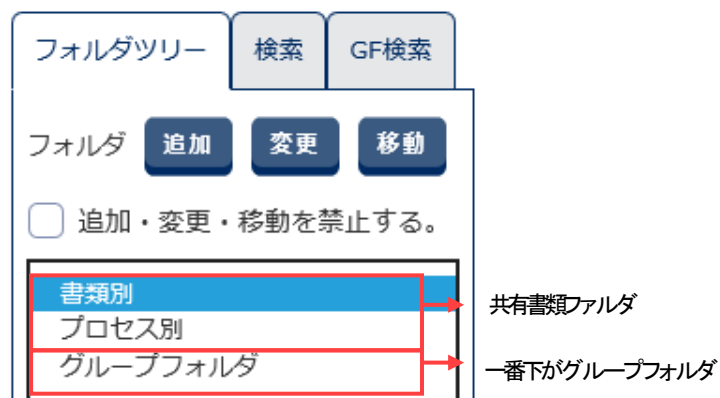 フォルダツリー 検索 GF検索
フォルダ 追加 変更 移動
追加・変更・移動を禁止する。
書類別
共有書類ファルダ
プロセス別
グループフォルダ
一番下がグループフォルダ